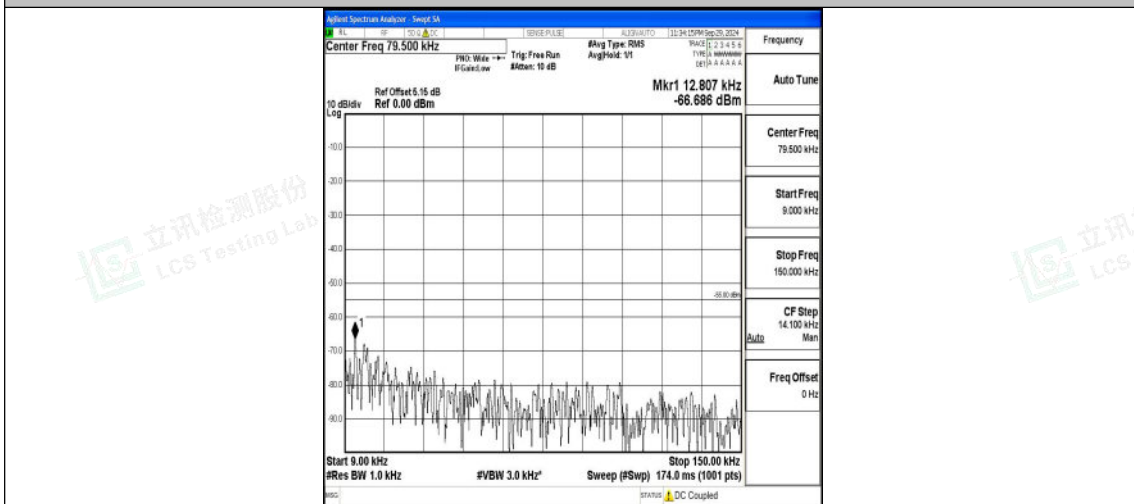 Agilent Spectrum Analyzer - Swept SA
RL RF 50 Ω DC SENSE:PULSE ALIGNAUTO 11:34:15PM Sep 29, 2024
Center Freq 79.500 kHz
PNO: Wide
IFGain:Low
Trig: Free Run
#Atten: 10 dB
#Avg Type: RMS
Avg|Hold: 1/1
TRACE 1 2 3 4 5 6
TYPE A
DET A A A A A A
Mkr1 12.807 kHz
-66.686 dBm
Ref Offset 5.15 dB
10 dB/div Ref 0.00 dBm
Log
-10.0
-20.0
-30.0
-40.0
-50.0
-55.80 dBm
-60.0
1
-70.0
-80.0
-90.0
Start 9.00 kHz Stop 150.00 kHz
#Res BW 1.0 kHz #VBW 3.0 kHz* Sweep (#Swp) 174.0 ms (1001 pts)
MSG STATUS DC Coupled
Frequency
Auto Tune
Center Freq
79.500 kHz
Start Freq
9.000 kHz
Stop Freq
150.000 kHz
CF Step
14.100 kHz
Auto Man
Freq Offset
0 Hz
立讯检测股份
LCS Testing Lab
立讯
LCS